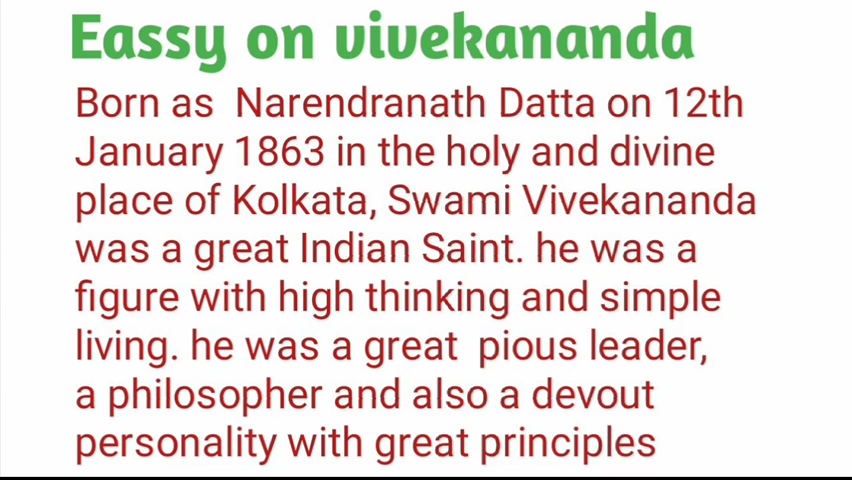 Eassy on vivekananda
Born as Narendranath Datta on 12th
January 1863 in the holy and divine
place of Kolkata, Swami Vivekananda
was a great Indian Saint. he was a
figure with high thinking and simple
living. he was a great pious leader,
a philosopher and also a devout
personality with great principles